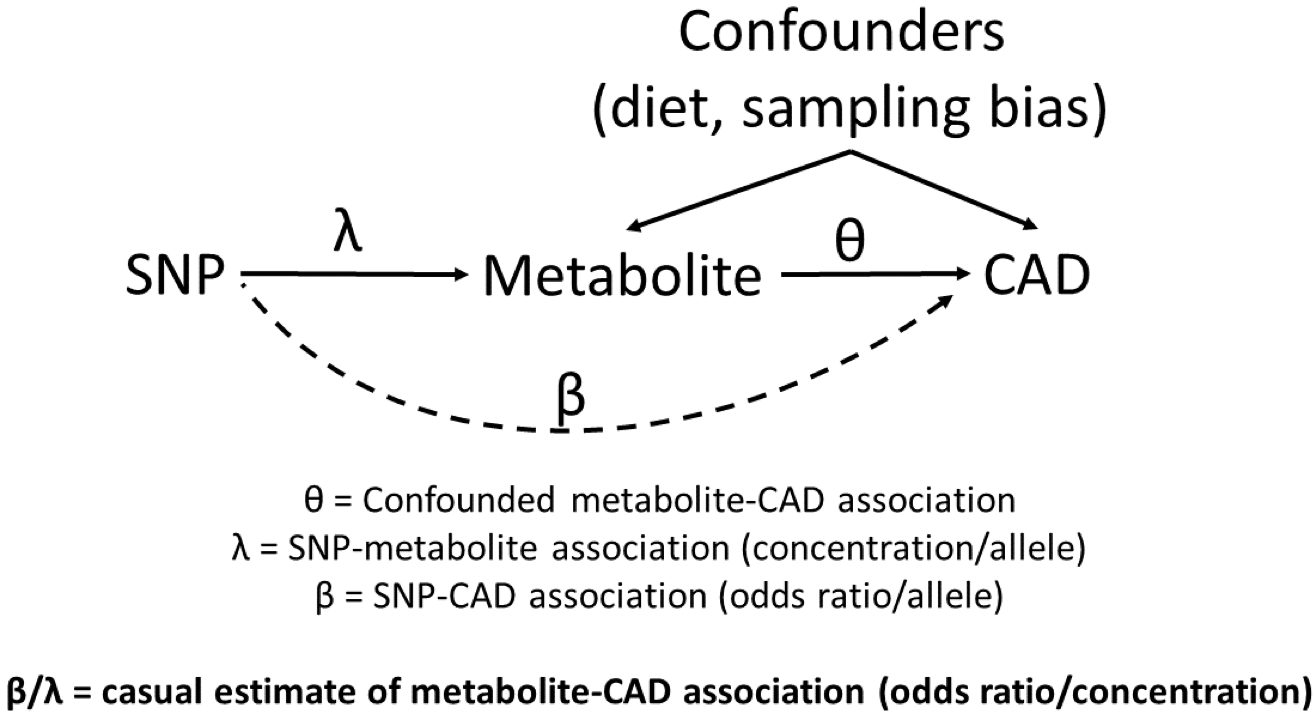 Confounders
(diet, sampling bias)
λ
θ
SNP
Metabolite
CAD
β
θ = Confounded metabolite-CAD association
λ = SNP-metabolite association (concentration/allele)
β = SNP-CAD association (odds ratio/allele)
β/λ = casual estimate of metabolite-CAD association (odds ratio/concentration)